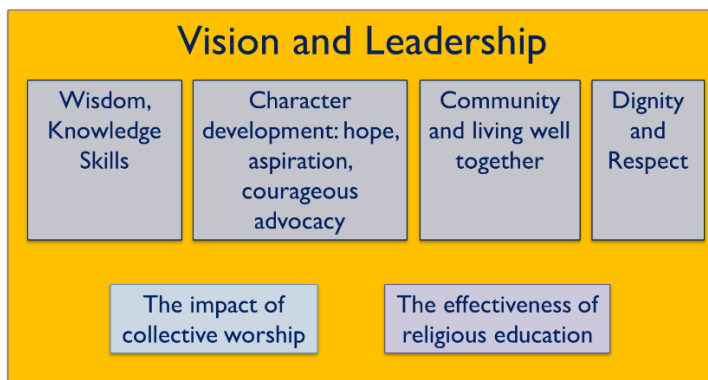 Vision and Leadership
Wisdom,
Knowledge
Skills
Character
development: hope,
aspiration,
courageous
advocacy
Community
and living well
together
Dignity
and
Respect
The impact of
collective worship
The effectiveness of
religious education